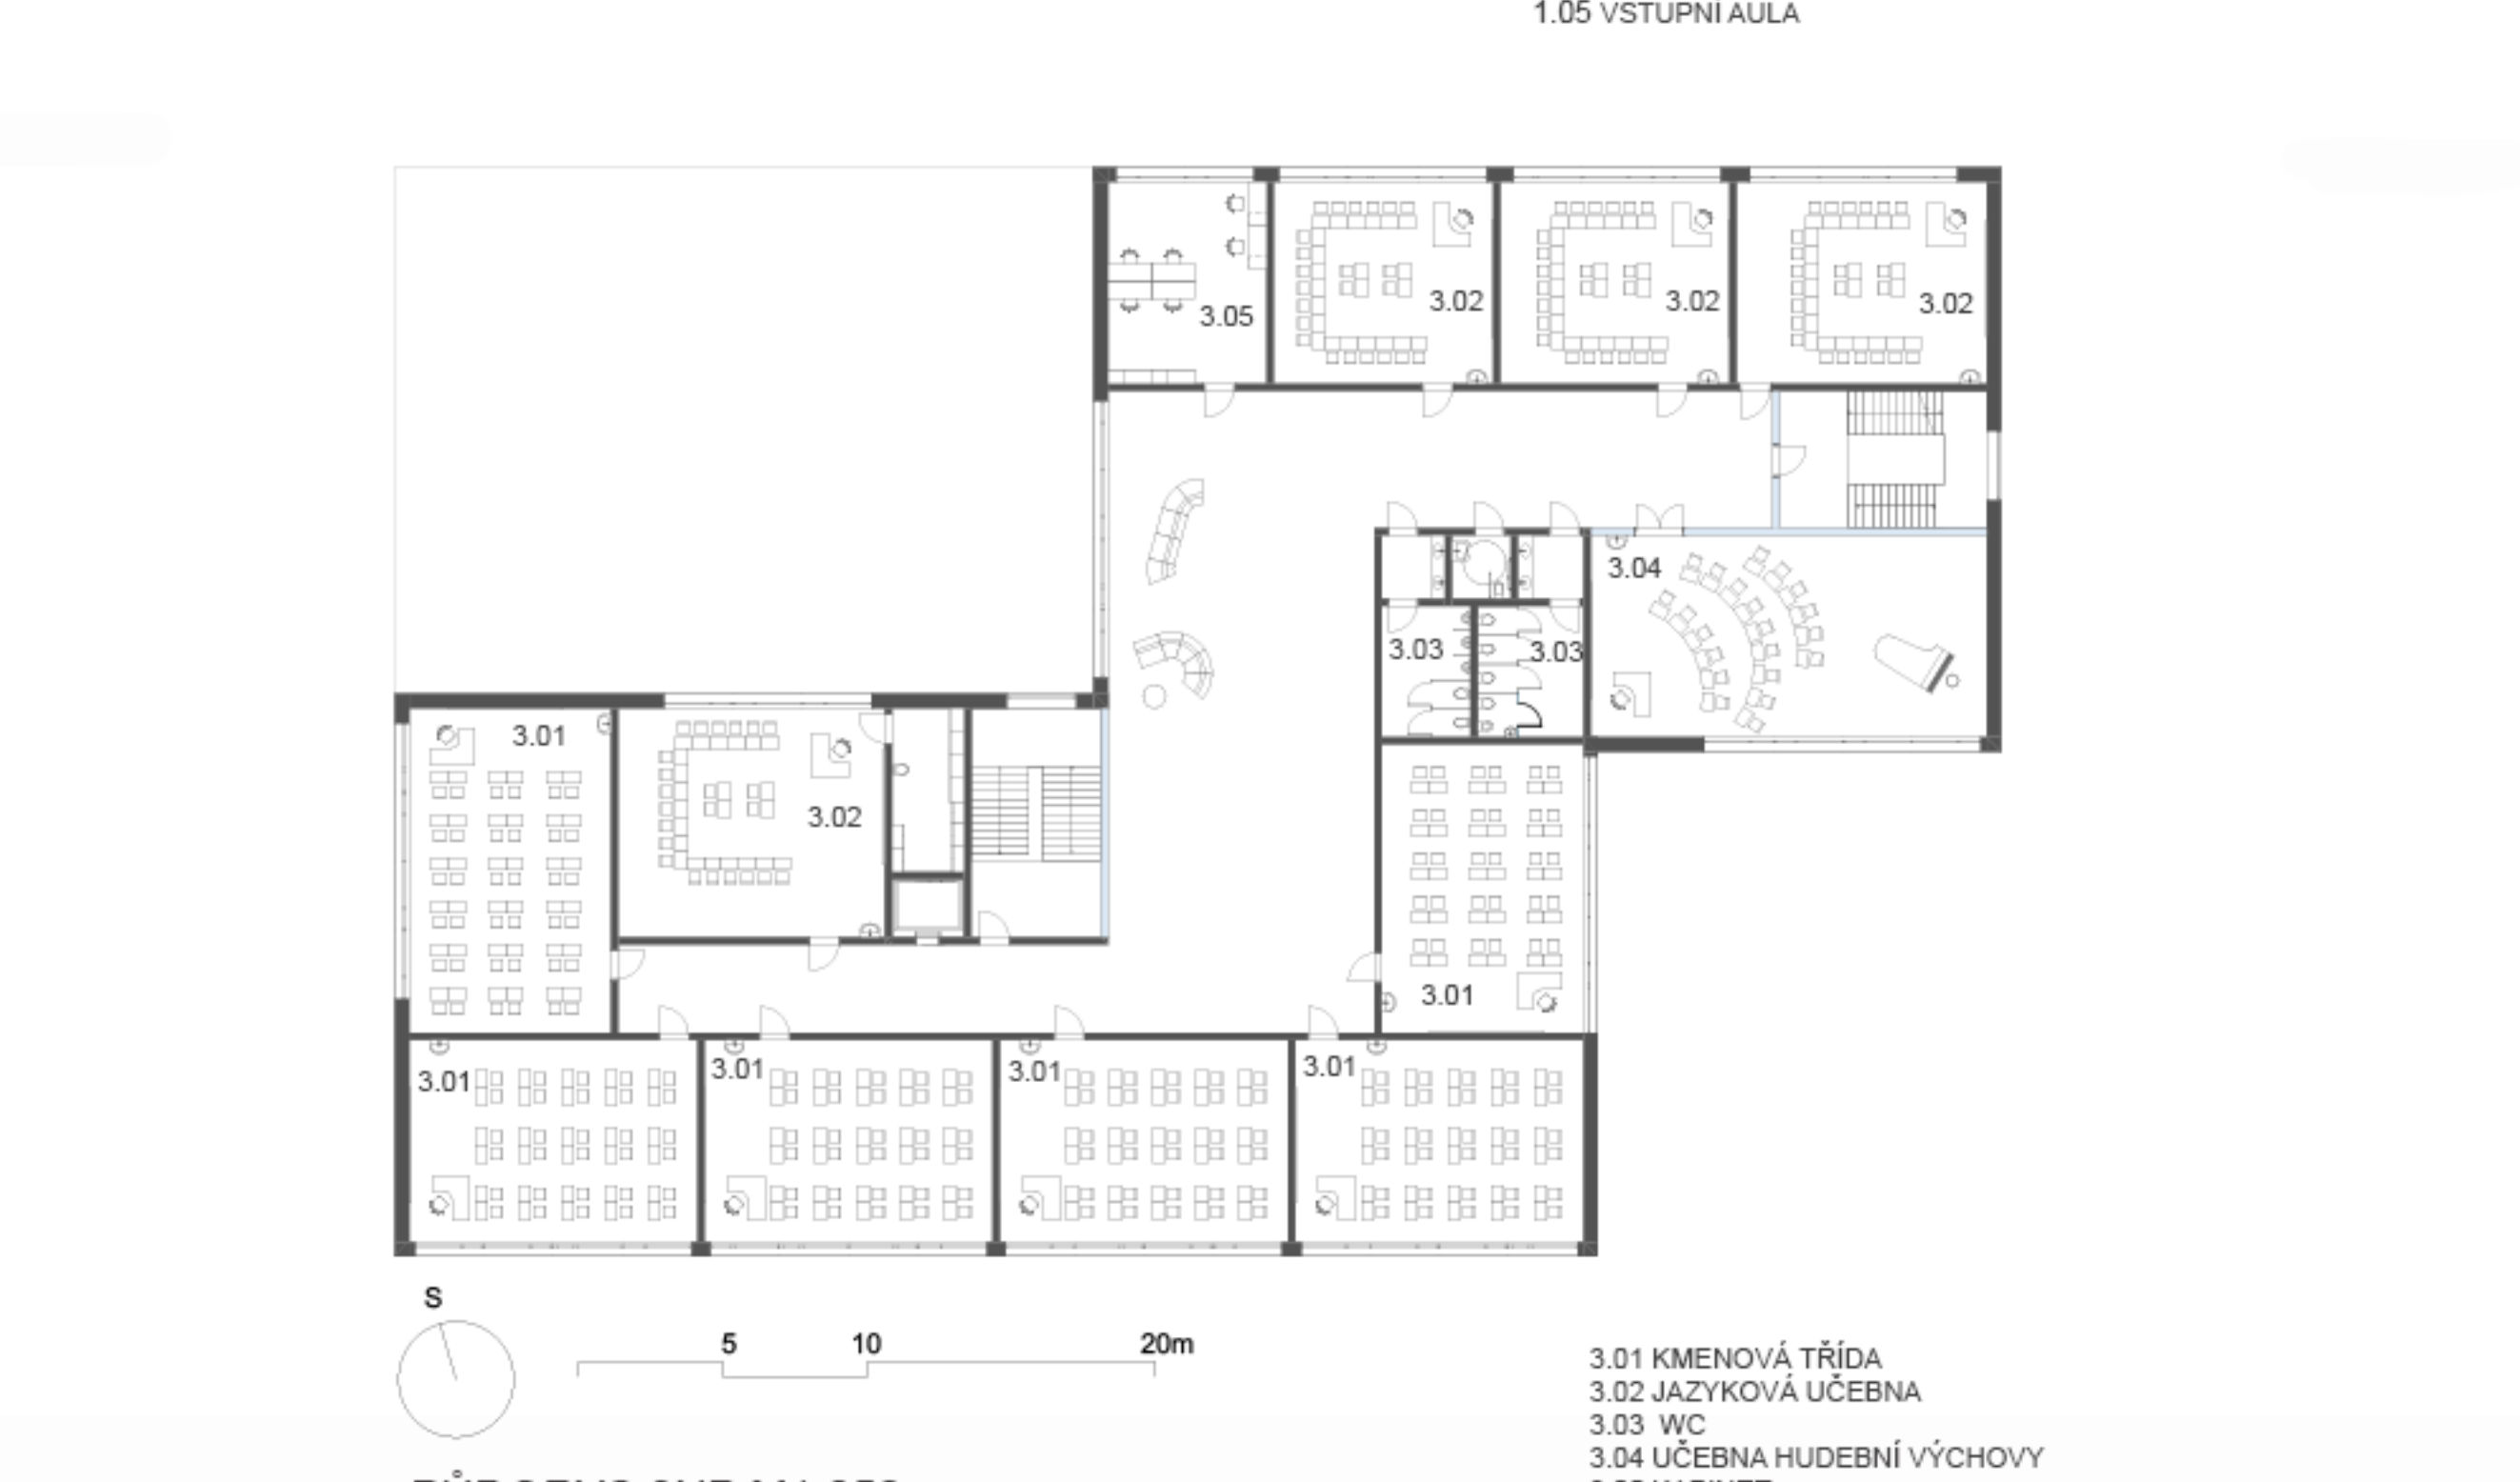 1.05 VSTUPNÍ AULA
3.05 3.02 3.02 3.02
3.04
3.03 3.03
3.01 3.02
3.01
3.01 3.01 3.01 3.01
S
5 10 20m
3.01 KMENOVÁ TŘÍDA
3.02 JAZYKOVÁ UČEBNA
3.03 WC
3.04 UČEBNA HUDEBNÍ VÝCHOVY